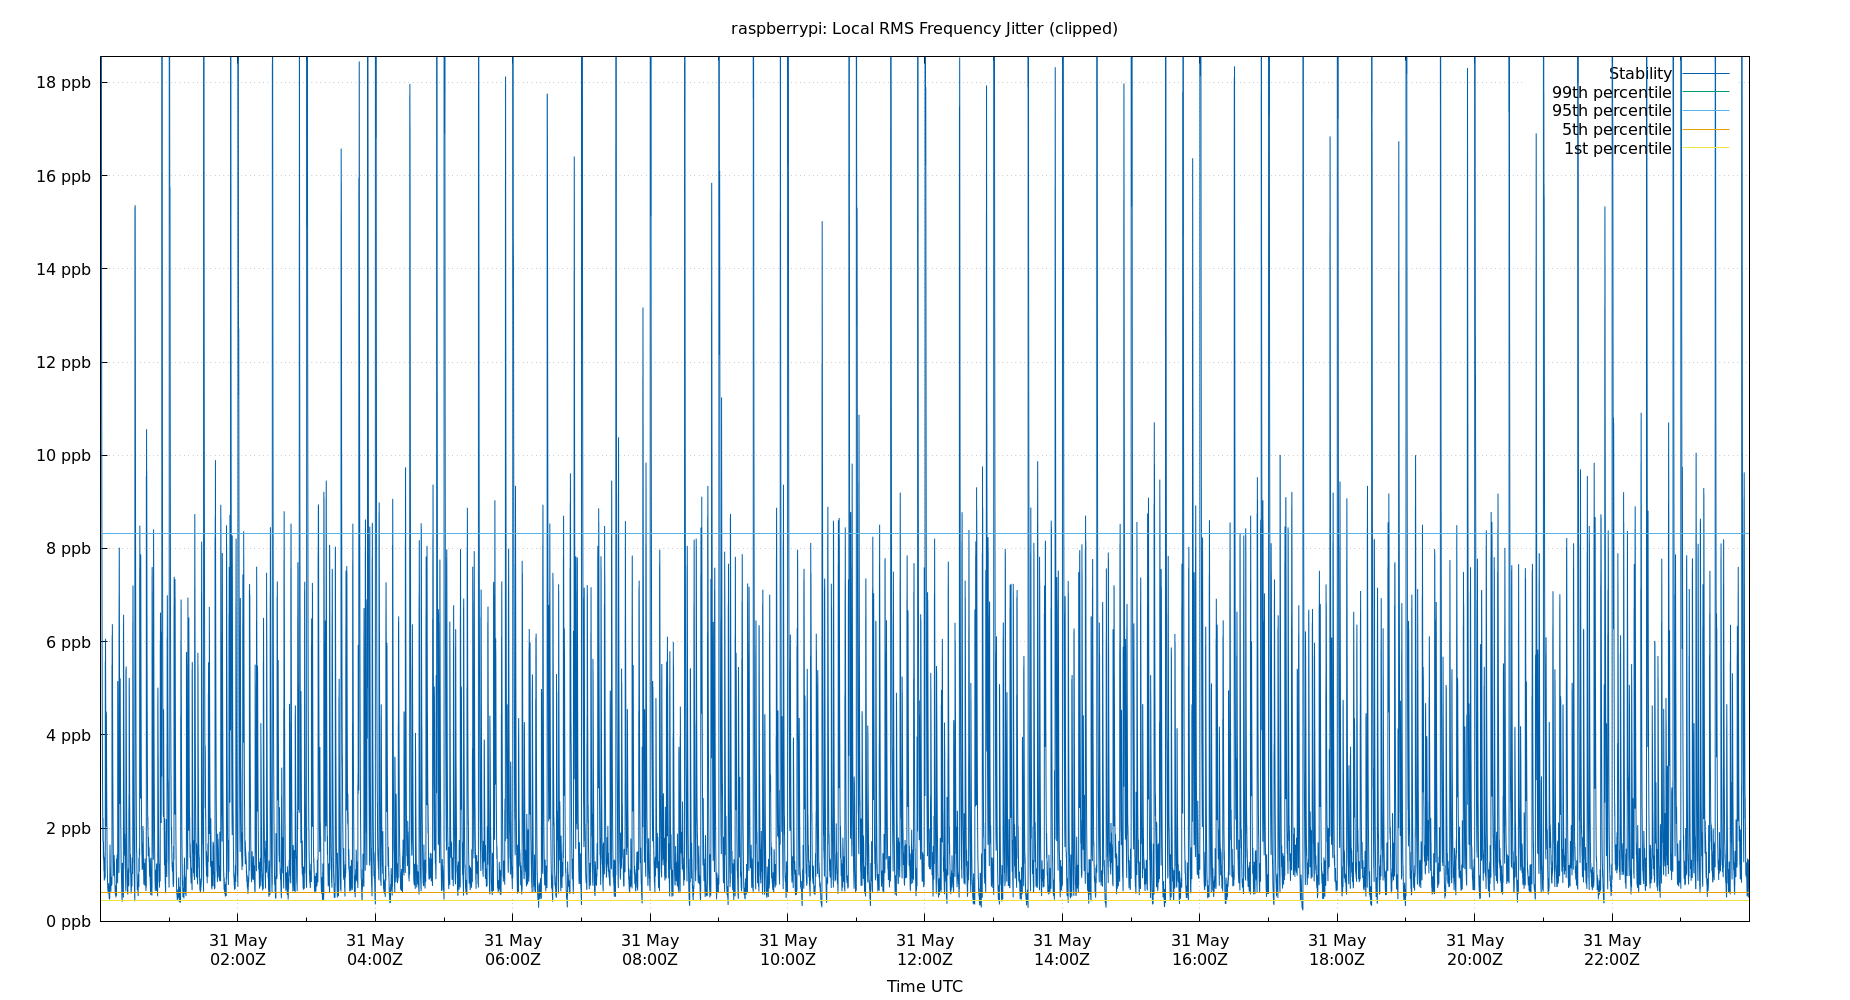 raspberrypi: Local RMS Frequency Jitter (clipped)
18 ppb
16 ppb
14 ppb
12 ppb
10 ppb
8 ppb
6 ppb
4 ppb
2 ppb
0 ppb
Stability
99th percentile
95th percentile
5th percentile
1st percentile
31 May 31 May 31 May 31 May 31 May 31 May 31 May 31 May 31 May 31 May 31 May
02:00Z 04:00Z 06:00Z 08:00Z 10:00Z 12:00Z 14:00Z 16:00Z 18:00Z 20:00Z 22:00Z
Time UTC